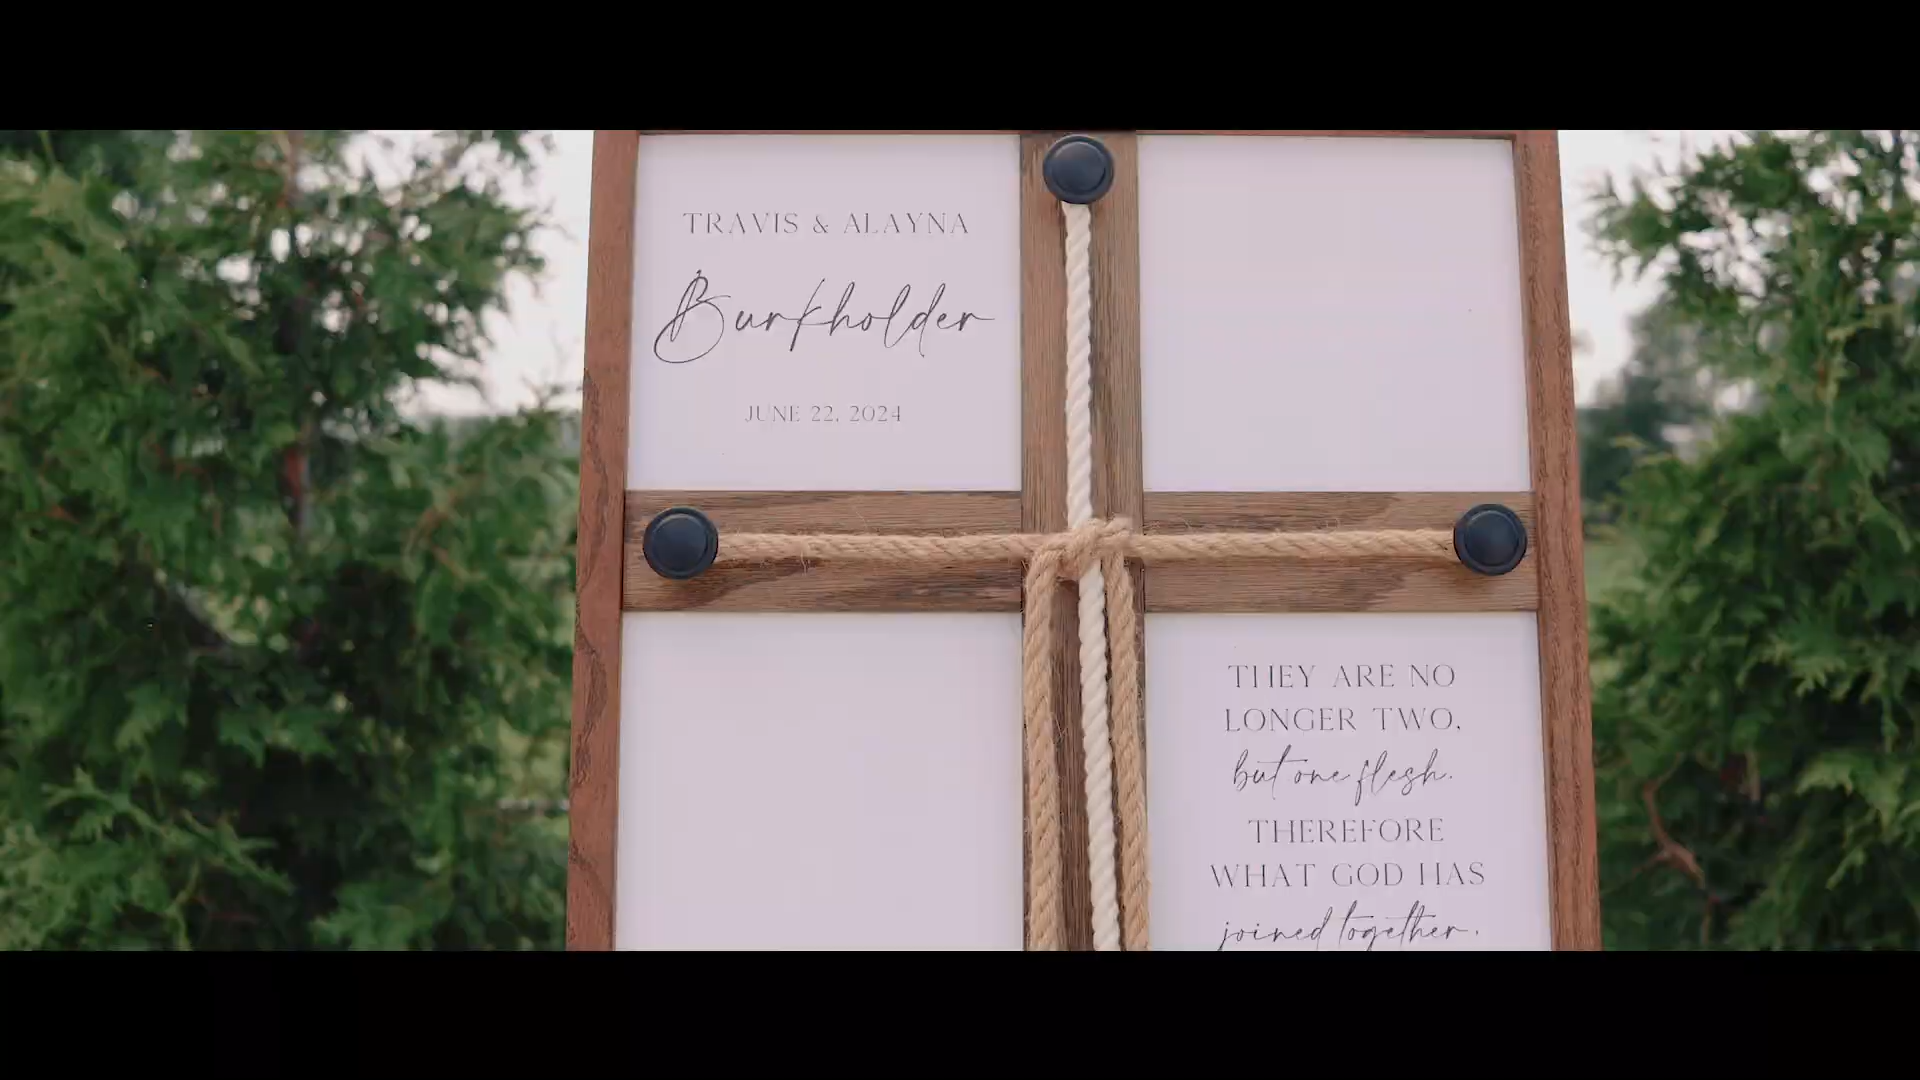 TRAVIS & ALAYNA
Burkholder
JUNE 22, 2024
THEY ARE NO
LONGER TWO,
but one flesh.
THEREFORE
WHAT GOD HAS
joined together,